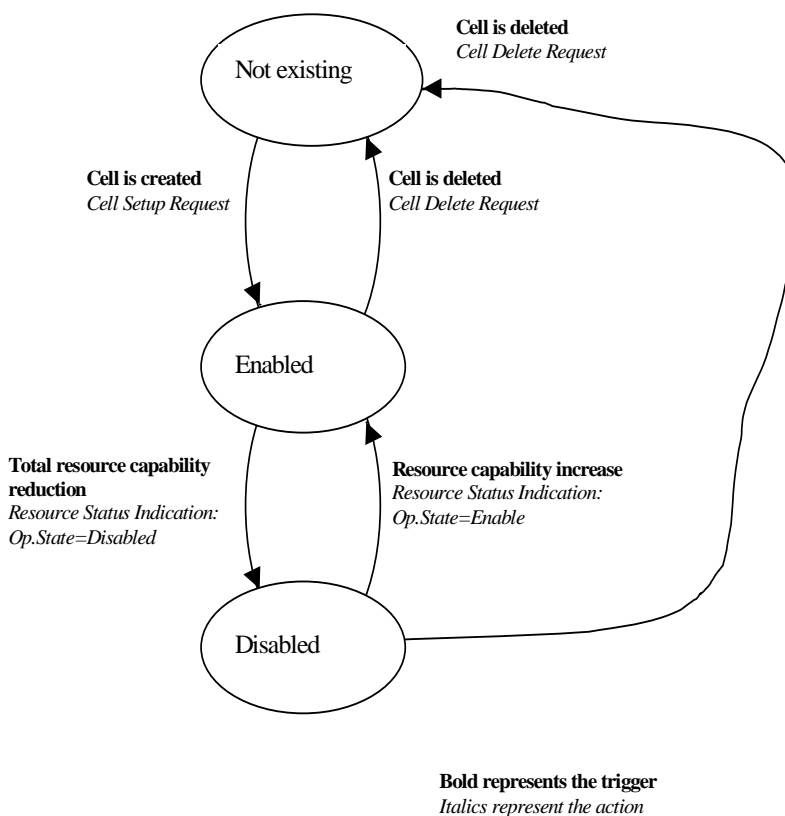 Cell is deleted
Cell Delete Request
Not existing
Cell is created
Cell Setup Request
Cell is deleted
Cell Delete Request
Enabled
Total resource capability
reduction
Resource Status Indication:
Op.State=Disabled
Resource capability increase
Resource Status Indication:
Op.State=Enable
Disabled
Bold represents the trigger
Italics represent the action